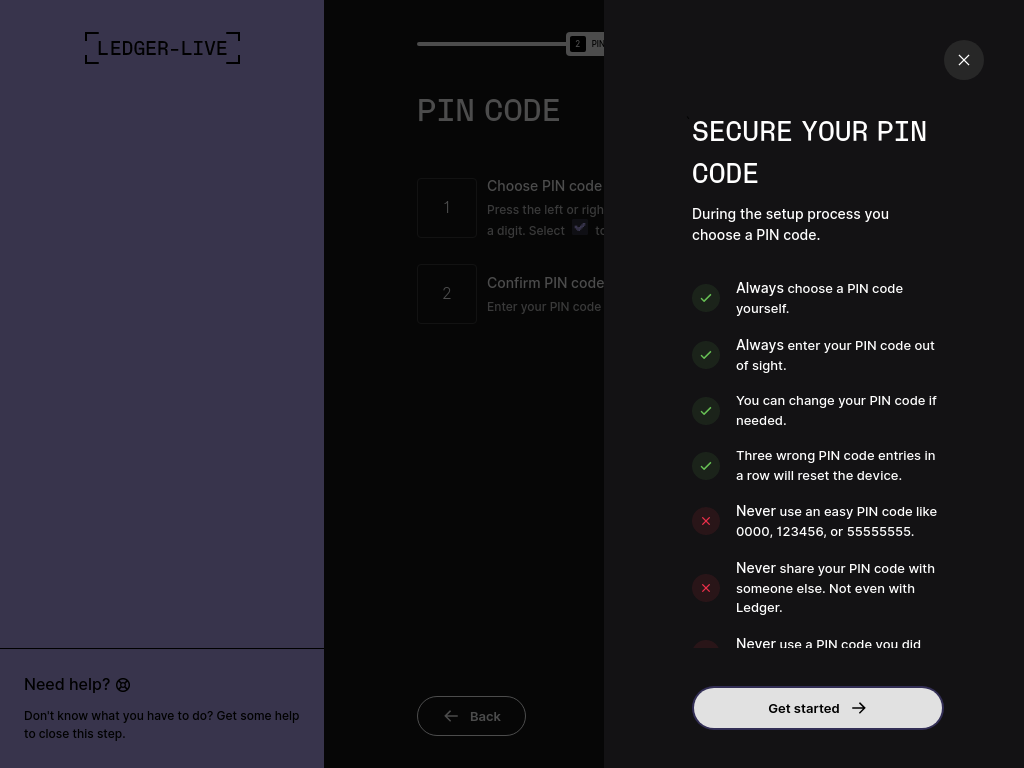 LEDGER-LIVE
2 PIN
PIN CODE
1
Choose PIN code
Press the left or righ
a digit. Select to
2
Confirm PIN code
Enter your PIN code
Back
SECURE YOUR PIN
CODE
During the setup process you
choose a PIN code.
Always choose a PIN code
yourself.
Always enter your PIN code out
of sight.
You can change your PIN code if
needed.
Three wrong PIN code entries in
a row will reset the device.
Never use an easy PIN code like
0000, 123456, or 55555555.
Never share your PIN code with
someone else. Not even with
Ledger.
Never use a PIN code you did
Get started
Need help?
Don't know what you have to do? Get some help
to close this step.